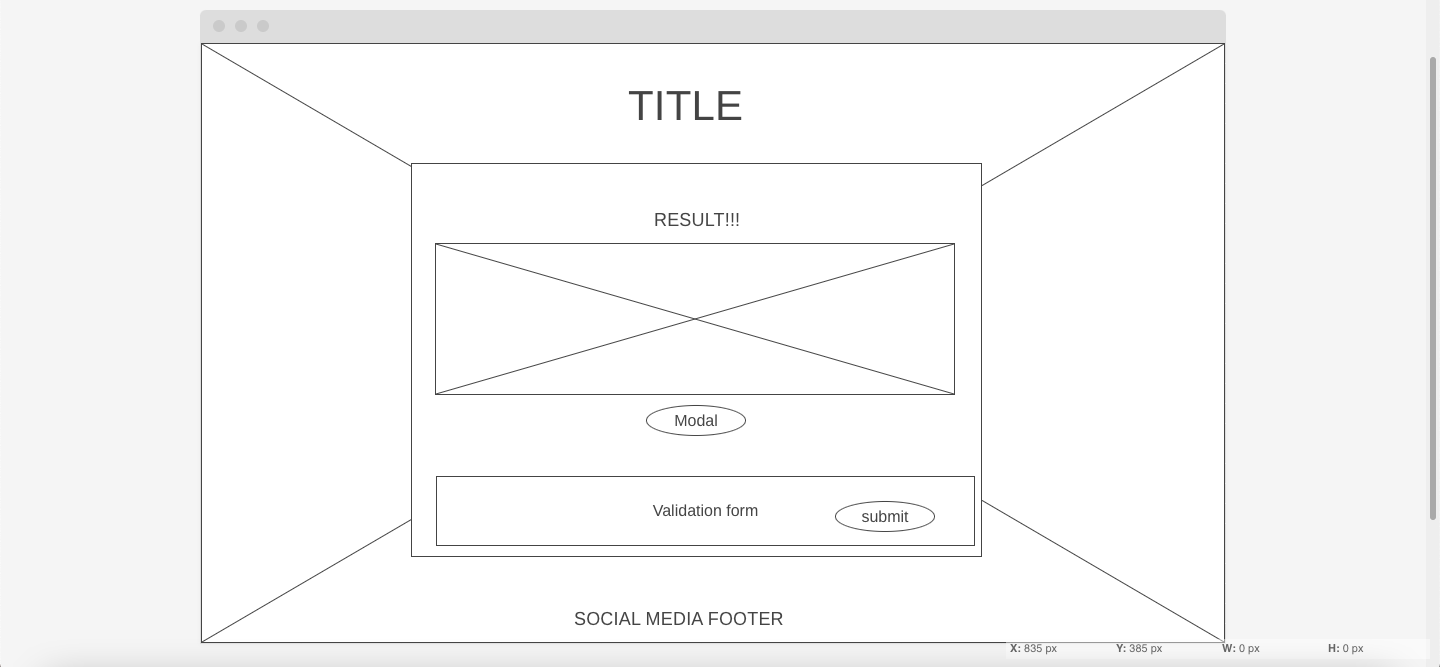 TITLE
RESULT!!!
Modal
Validation form
submit
SOCIAL MEDIA FOOTER
X: 835 px Y: 385 px W: 0 px H: 0 px